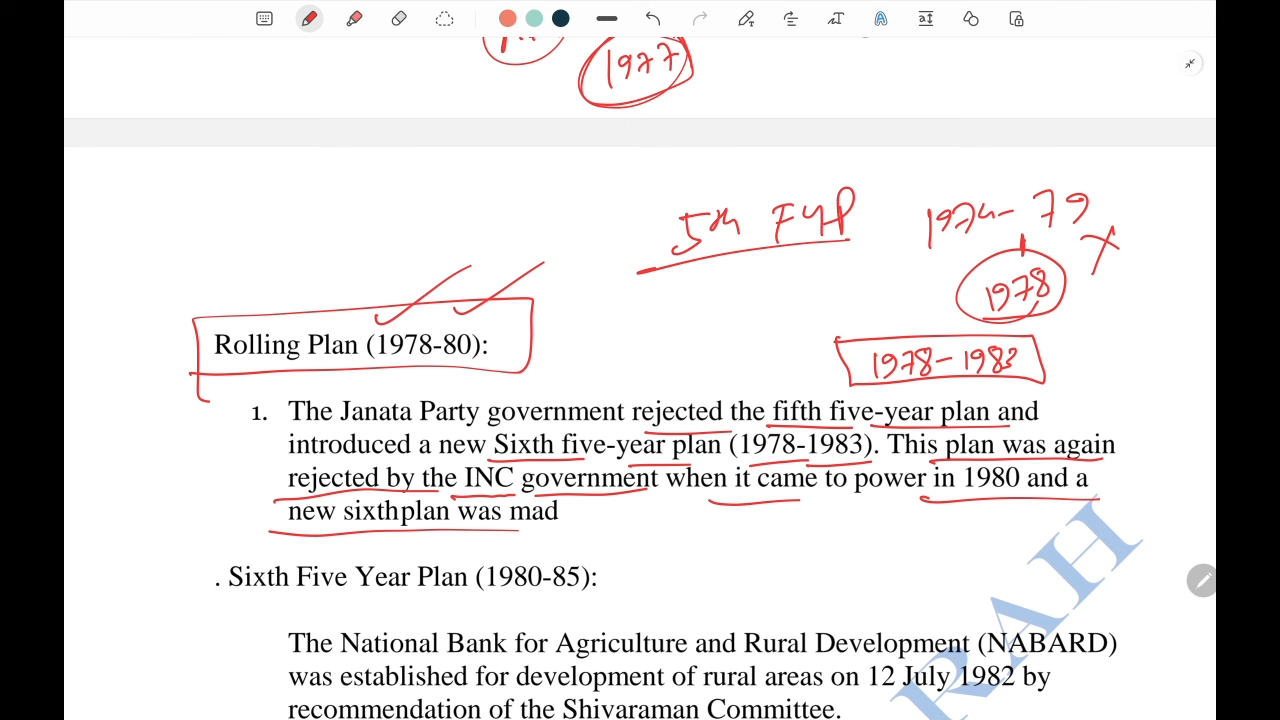 1977
5th FYP
1974-79
1978
Rolling Plan (1978-80):
1978-1983
1. The Janata Party government rejected the fifth five-year plan and
introduced a new Sixth five-year plan (1978-1983). This plan was again
rejected by the INC government when it came to power in 1980 and a
new sixthplan was mad
. Sixth Five Year Plan (1980-85):
The National Bank for Agriculture and Rural Development (NABARD)
was established for development of rural areas on 12 July 1982 by
recommendation of the Shivaraman Committee.
RAH